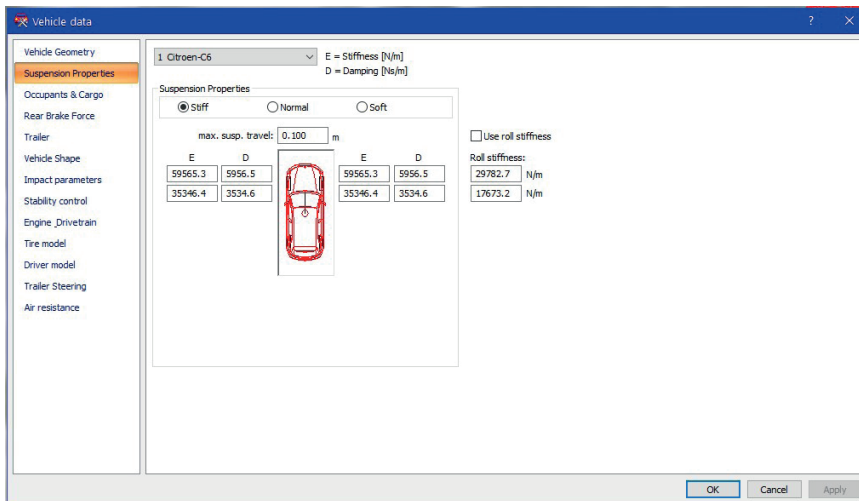 Vehicle data
Vehicle Geometry
Suspension Properties
Occupants & Cargo
Rear Brake Force
Trailer
Vehicle Shape
Impact parameters
Stability control
Engine_Drivetrain
Tire model
Driver model
Trailer Steering
Air resistance
1 Citroen-C6
E = Stiffness [N/m]
D = Damping [Ns/m]
Suspension Properties
Stiff Normal Soft
max. susp. travel: 0.100 m
Use roll stiffness
E D E D Roll stiffness:
59565.3 5956.5 59565.3 5956.5 29782.7 N/m
35346.4 3534.6 35346.4 3534.6 17673.2 N/m
OK Cancel Apply